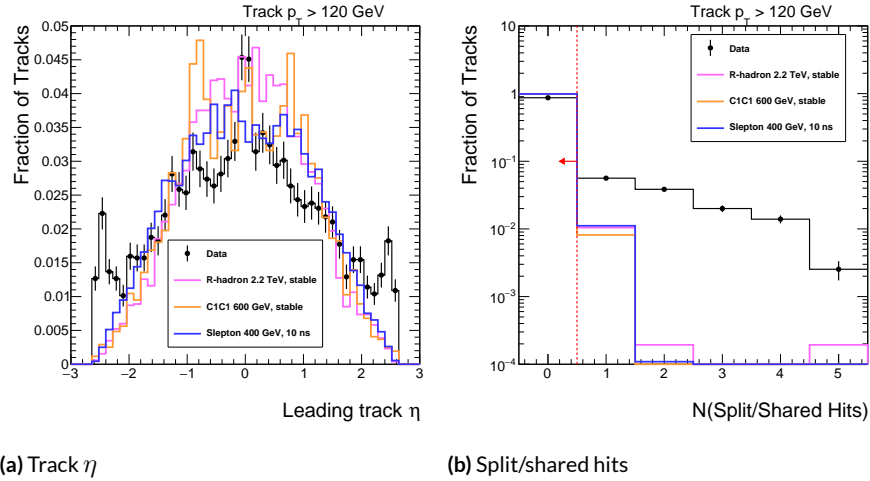 Track pT > 120 GeV
Fraction of Tracks
0.05
0.045
0.04
0.035
0.03
0.025
0.02
0.015
0.01
0.005
0
Data
R-hadron 2.2 TeV, stable
C1C1 600 GeV, stable
Slepton 400 GeV, 10 ns
−3 −2 −1 0 1 2 3
Leading track η
(a) Track η
Track pT > 120 GeV
Fraction of Tracks
10
1
10−1
10−2
10−3
10−4
Data
R-hadron 2.2 TeV, stable
C1C1 600 GeV, stable
Slepton 400 GeV, 10 ns
0 1 2 3 4 5
N(Split/Shared Hits)
(b) Split/shared hits